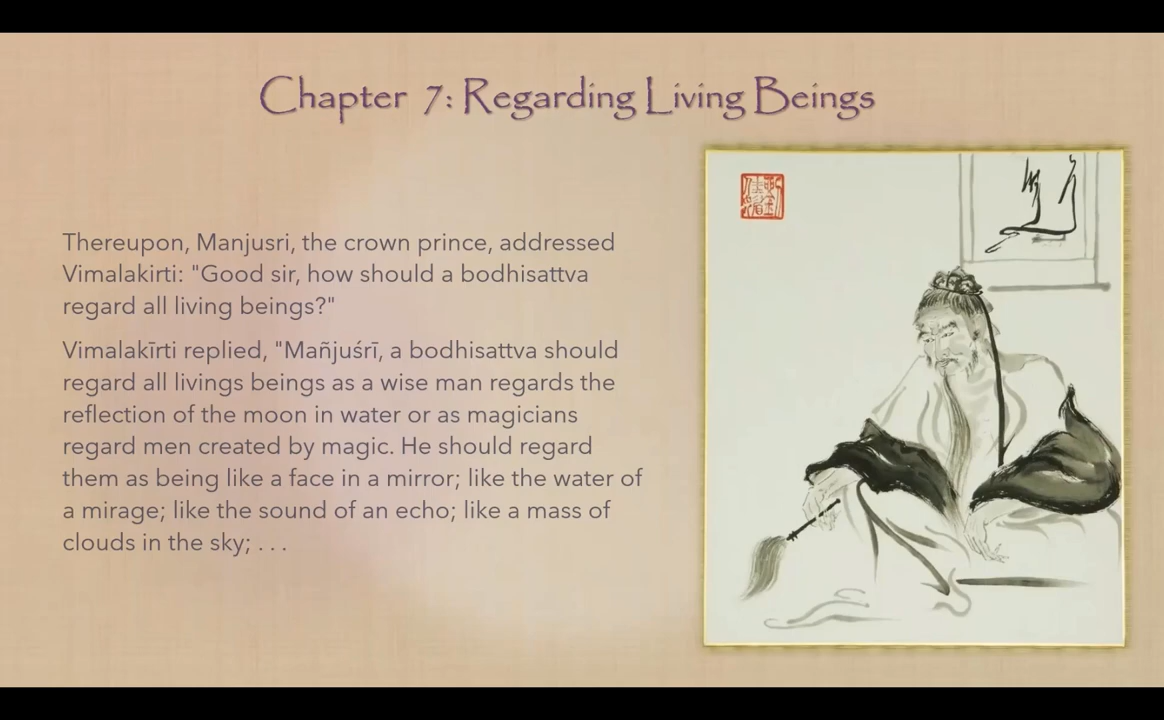 Chapter 7: Regarding Living Beings
Thereupon, Manjusri, the crown prince, addressed
Vimalakirti: "Good sir, how should a bodhisattva
regard all living beings?"
Vimalakīrti replied, "Mañjuśrī, a bodhisattva should
regard all livings beings as a wise man regards the
reflection of the moon in water or as magicians
regard men created by magic. He should regard
them as being like a face in a mirror; like the water of
a mirage; like the sound of an echo; like a mass of
clouds in the sky; . . .